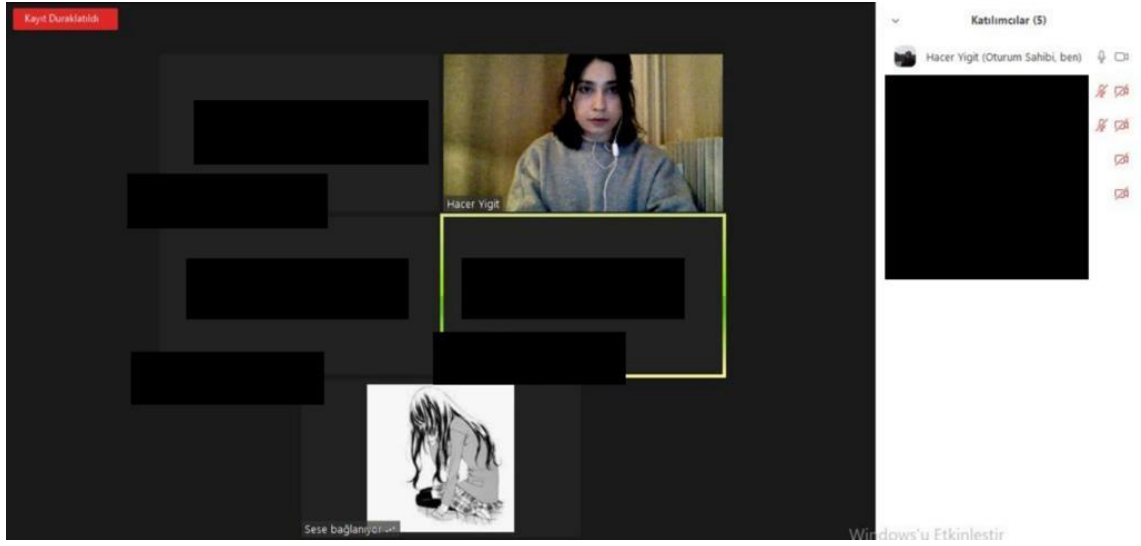 Kayıt Duraklatıldı
Katılımcılar (5)
Hacer Yigit (Oturum Sahibi, ben)
Hacer Yigit
Sese bağlanıyor
Windows'u Etkinleştir